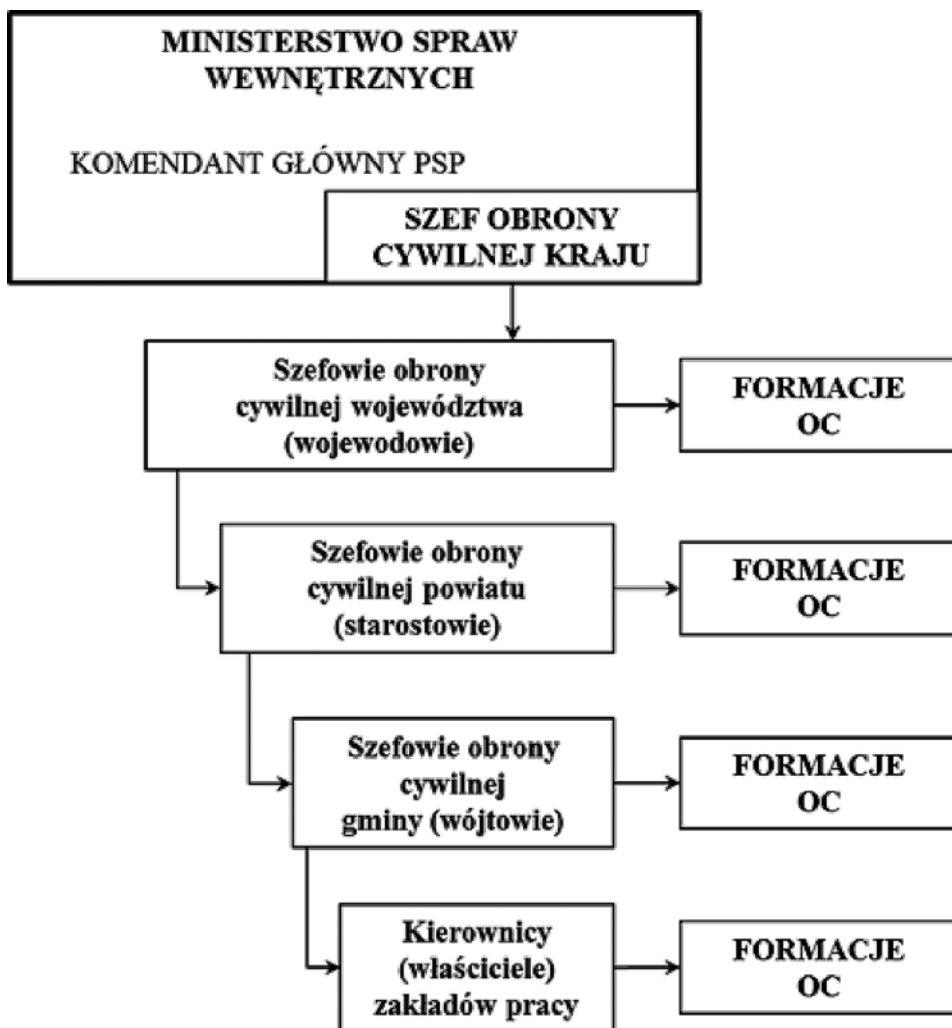 MINISTERSTWO SPRAW
WEWNĘTRZNYCH
KOMENDANT GŁÓWNY PSP
SZEF OBRONY
CYWILNEJ KRAJU
Szefowie obrony
cywilnej województwa
(wojewodowie)
FORMACJE
OC
Szefowie obrony
cywilnej powiatu
(starostowie)
FORMACJE
OC
Szefowie obrony
cywilnej
gminy (wójtowie)
FORMACJE
OC
Kierownicy
(właściciele)
zakładów pracy
FORMACJE
OC